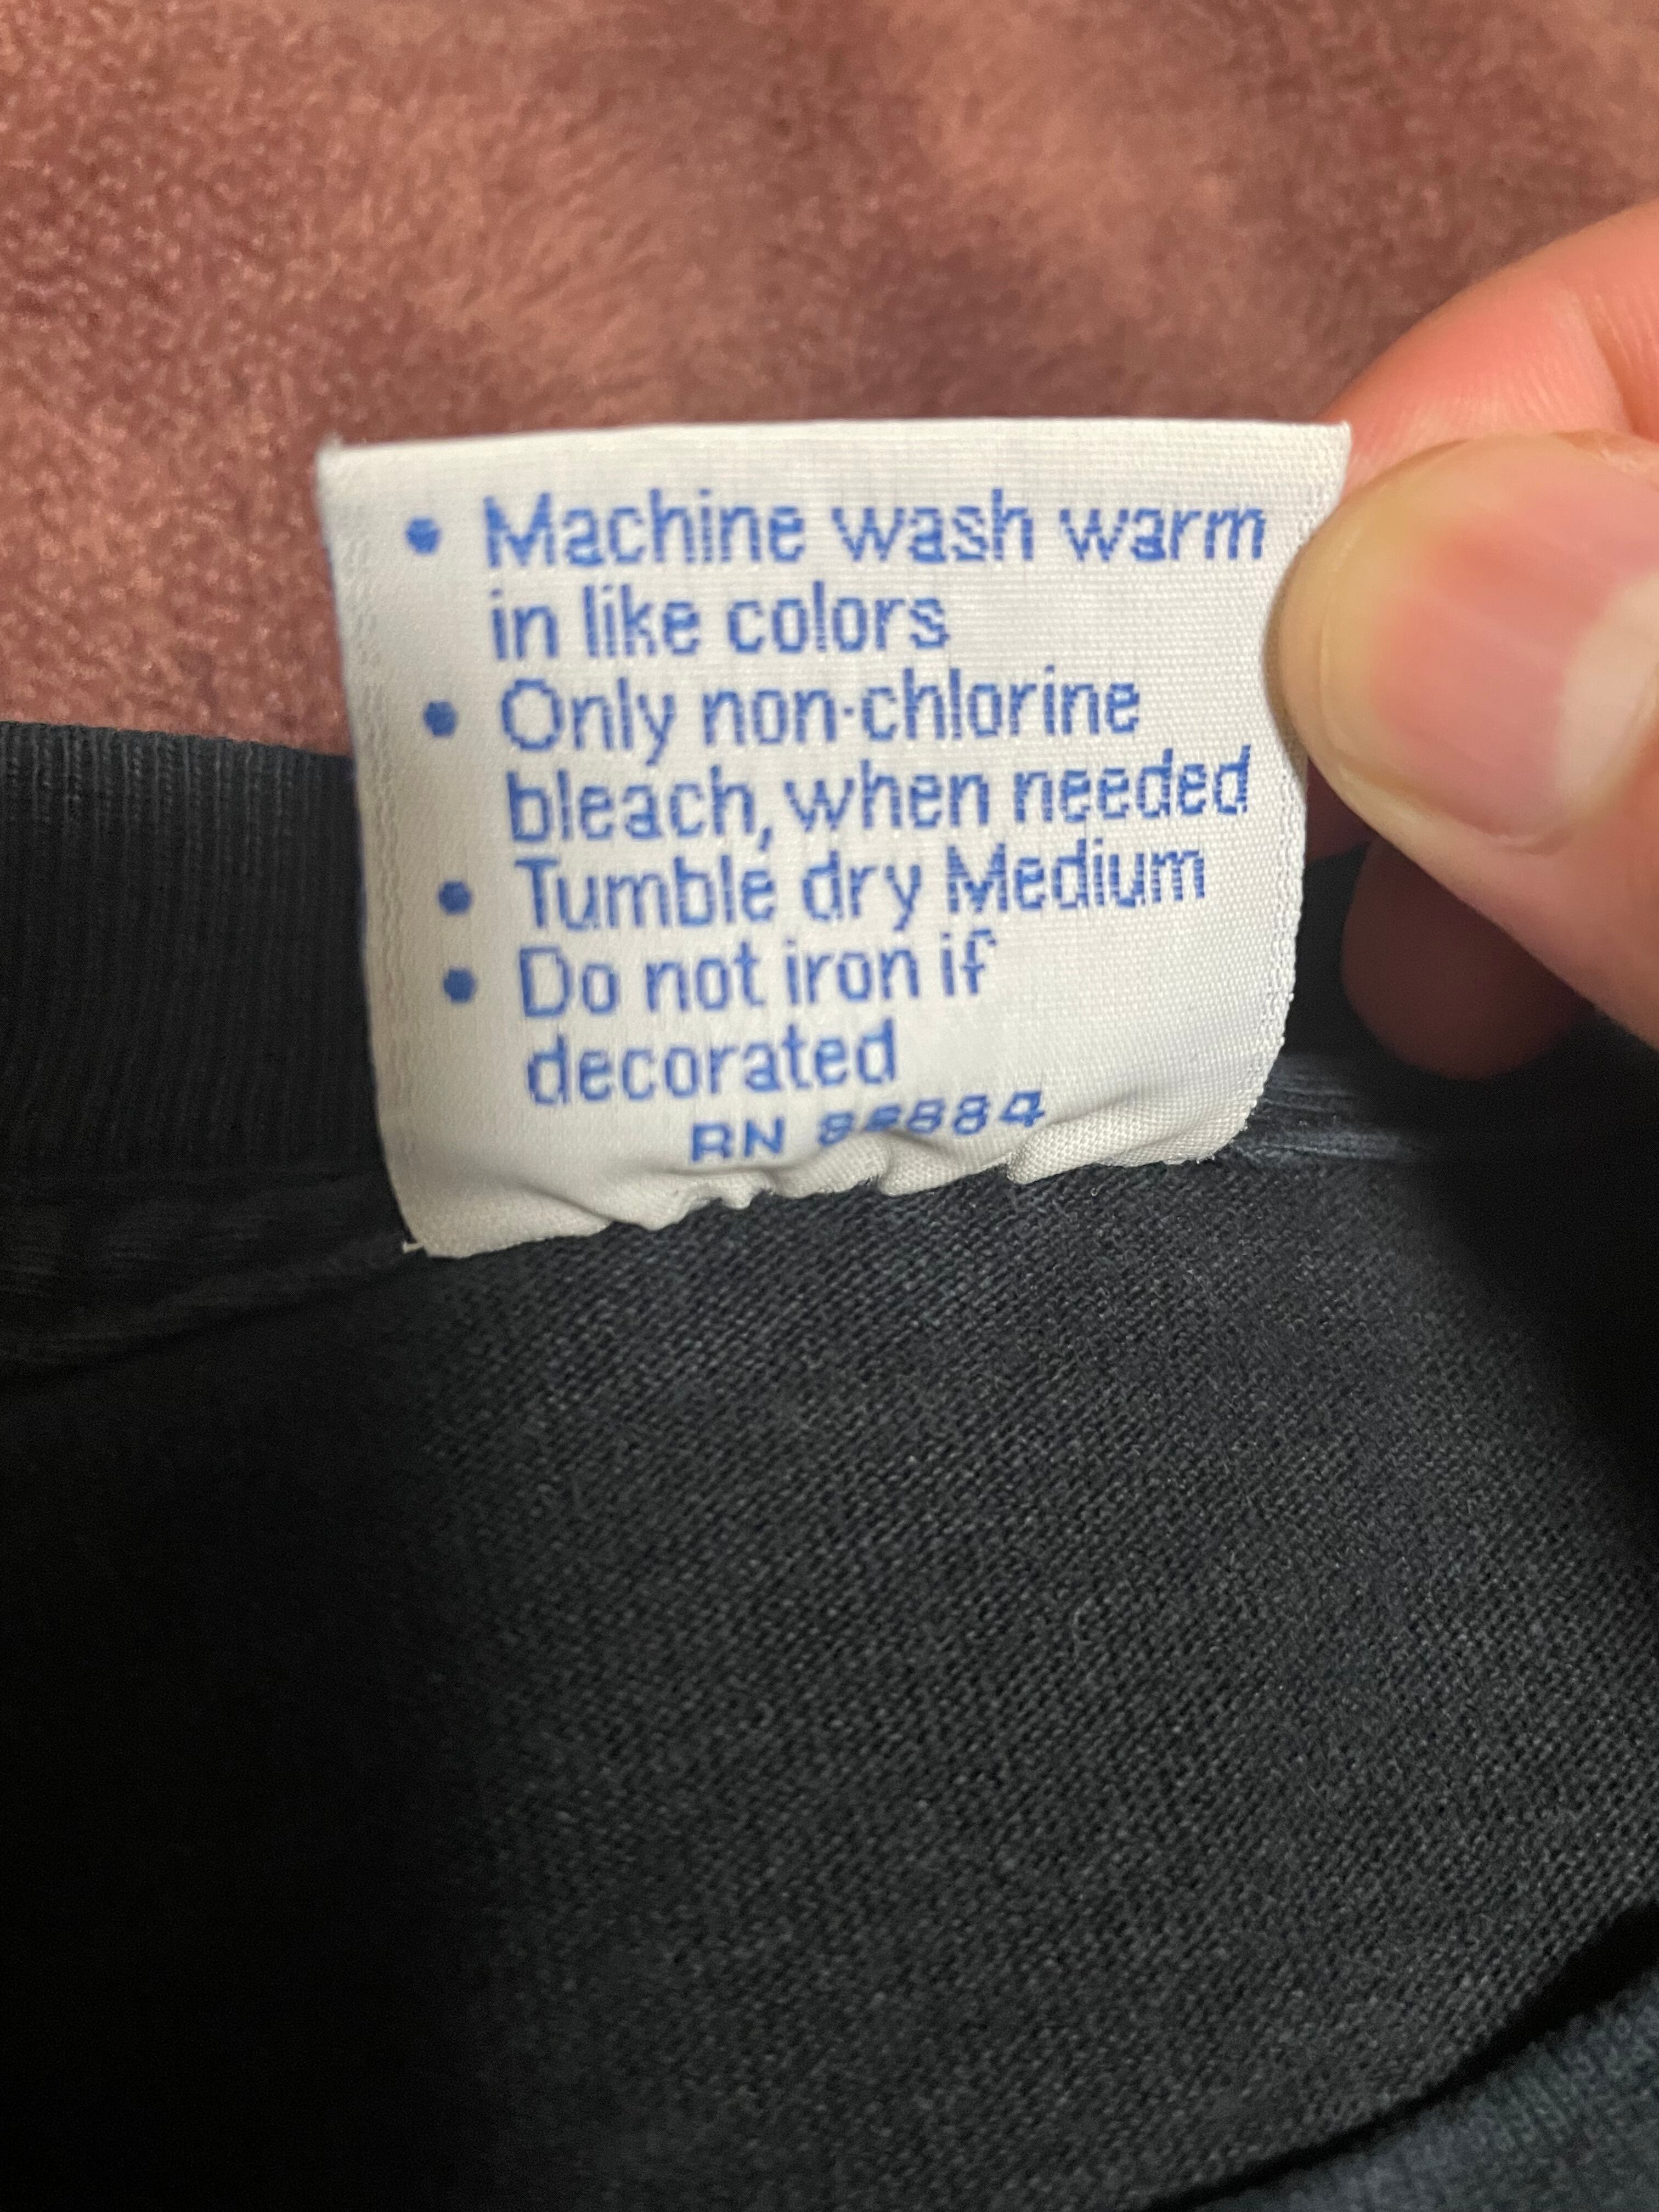 • Machine wash warm
in like colors
• Only non-chlorine
bleach, when needed
• Tumble dry Medium
• Do not iron if
decorated
RN